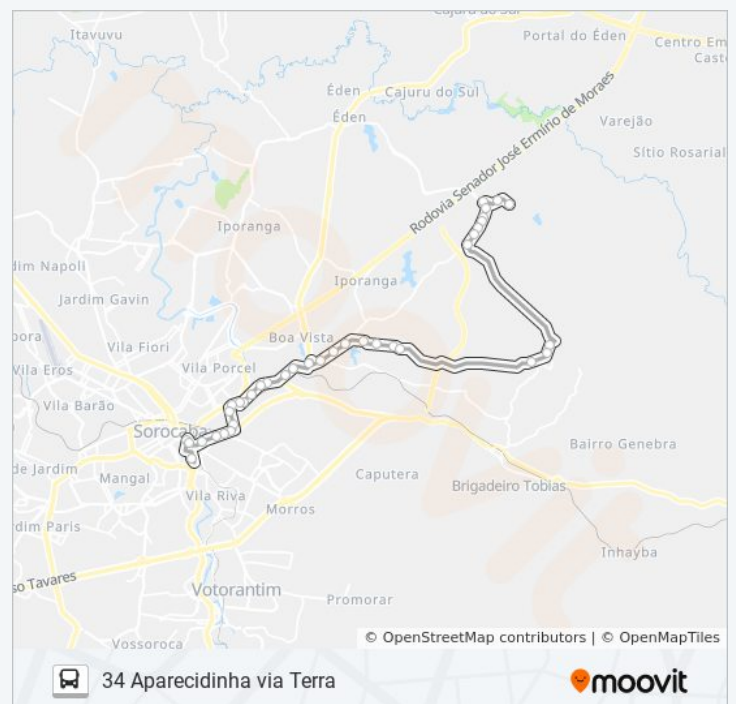 Cajuru do Sul
Itavuvu
Portal do Éden
Centro Em
Caste
Éden
Cajuru do Sul
Éden
Varejão
Rodovia Senador José Ermírio de Moraes
Sítio Rosarial
Iporanga
dim Napoli
Iporanga
Jardim Gavin
pora
Boa Vista
Vila Fiori
Vila Porcel
Vila Eros
Vila Barão
Sorocaba
Bairro Genebra
de Jardim
Mangal
Caputera
Brigadeiro Tobias
Vila Riva
Morros
rdim Paris
Inhayba
so Tavares
Votorantim
Promorar
Vossoroca
© OpenStreetMap contributors | © OpenMapTiles
34 Aparecidinha via Terra
moovit